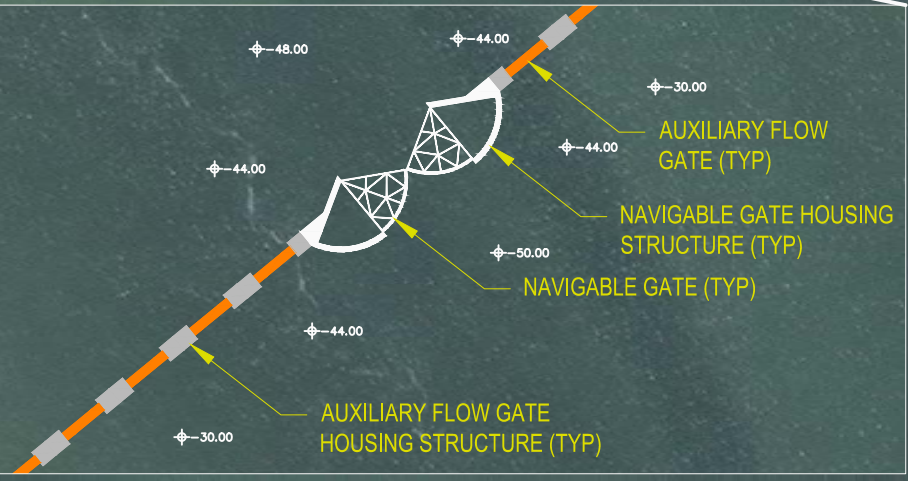 -48.00
-44.00
-30.00
AUXILIARY FLOW
GATE (TYP)
-44.00
-44.00
NAVIGABLE GATE HOUSING
STRUCTURE (TYP)
-50.00
NAVIGABLE GATE (TYP)
-44.00
AUXILIARY FLOW GATE
HOUSING STRUCTURE (TYP)
-30.00